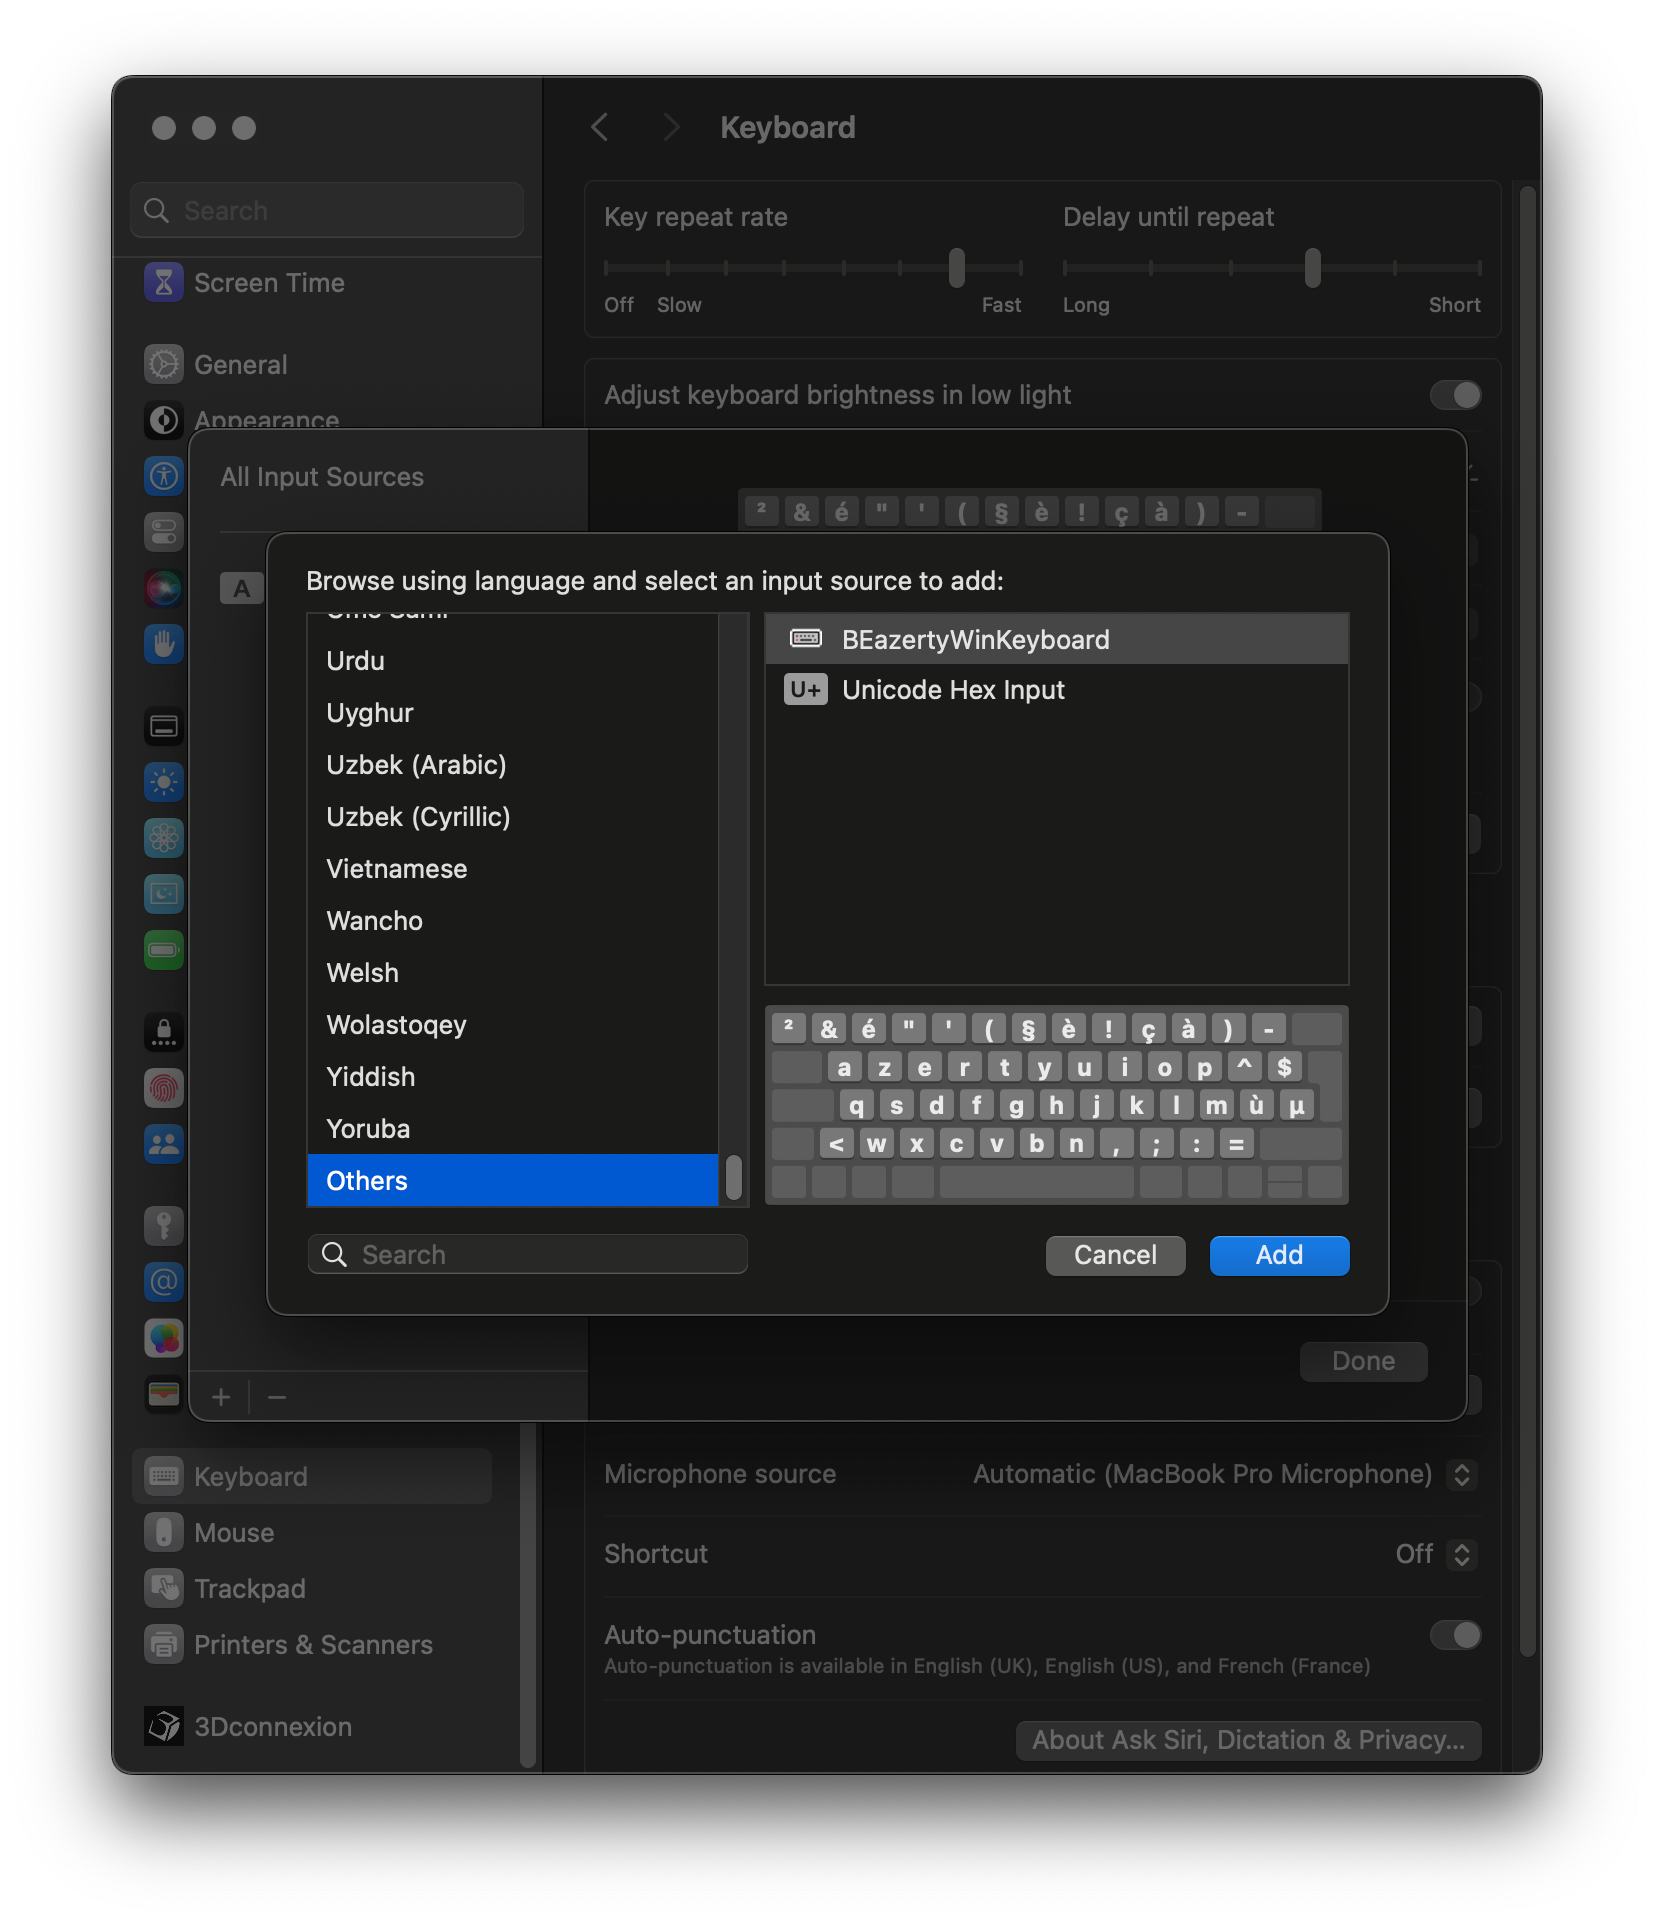 Keyboard
Search
Screen Time
General
Appearance
Keyboard
Mouse
Trackpad
Printers & Scanners
3Dconnexion
Key repeat rate
Delay until repeat
Off Slow Fast
Long Short
Adjust keyboard brightness in low light
All Input Sources
² & é " ' ( § è ! ç à ) -
A
Browse using language and select an input source to add:
Urdu
Uyghur
Uzbek (Arabic)
Uzbek (Cyrillic)
Vietnamese
Wancho
Welsh
Wolastoqey
Yiddish
Yoruba
Others
Search
BEazertyWinKeyboard
U+ Unicode Hex Input
² & é " ' ( § è ! ç à ) -
a z e r t y u i o p ^ $
q s d f g h j k l m ù µ
< w x c v b n , ; : =
Cancel
Add
Done
+ −
Microphone source
Automatic (MacBook Pro Microphone)
Shortcut
Off
Auto-punctuation
Auto-punctuation is available in English (UK), English (US), and French (France)
About Ask Siri, Dictation & Privacy...